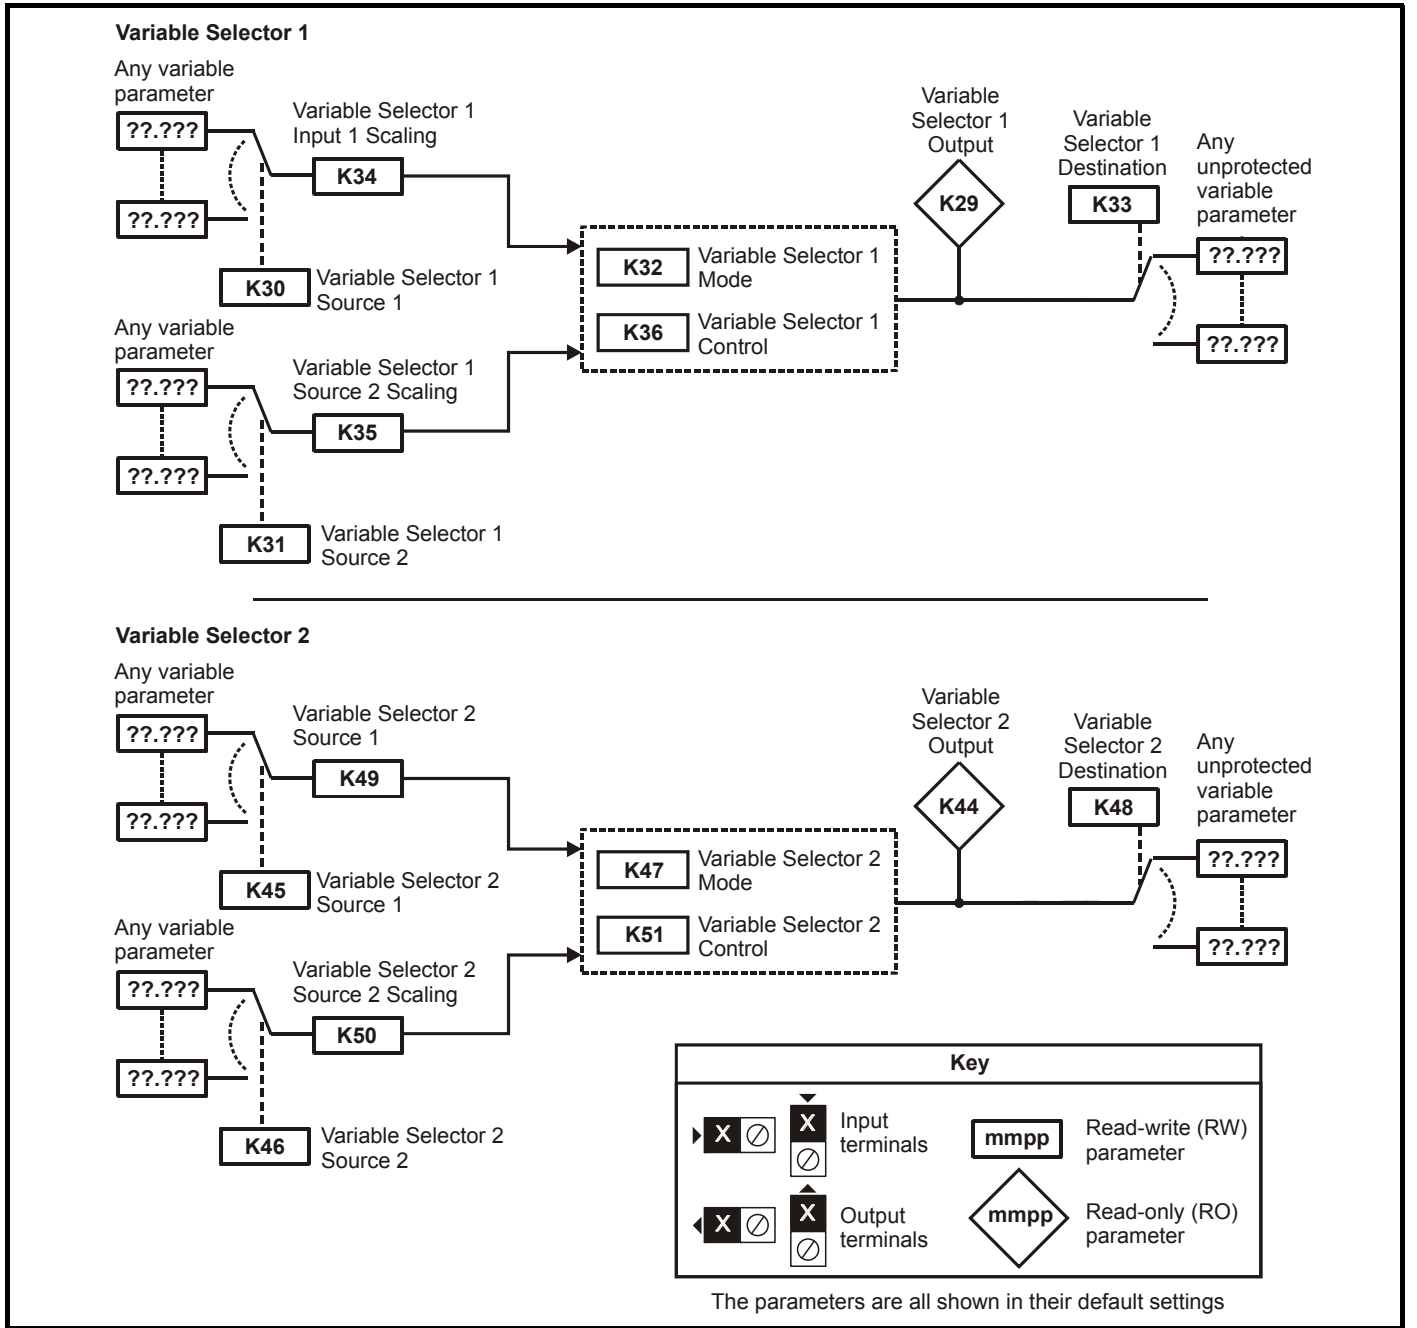 Variable Selector 1
Any variable
parameter
??.???
??.???
Variable Selector 1
Input 1 Scaling
K34
K30
Variable Selector 1
Source 1
Any variable
parameter
??.???
??.???
Variable Selector 1
Source 2 Scaling
K35
K31
Variable Selector 1
Source 2
K32
Variable Selector 1
Mode
K36
Variable Selector 1
Control
Variable
Selector 1
Output
K29
Variable
Selector 1
Destination
K33
Any
unprotected
variable
parameter
??.???
??.???
Variable Selector 2
Any variable
parameter
??.???
??.???
Variable Selector 2
Source 1
K49
K45
Variable Selector 2
Source 1
Any variable
parameter
??.???
??.???
Variable Selector 2
Source 2 Scaling
K50
K46
Variable Selector 2
Source 2
K47
Variable Selector 2
Mode
K51
Variable Selector 2
Control
Variable
Selector 2
Output
K44
Variable
Selector 2
Destination
K48
Any
unprotected
variable
parameter
??.???
??.???
Key
X
X
Input
terminals
mmpp
Read-write (RW)
parameter
X
X
Output
terminals
mmpp
Read-only (RO)
parameter
The parameters are all shown in their default settings